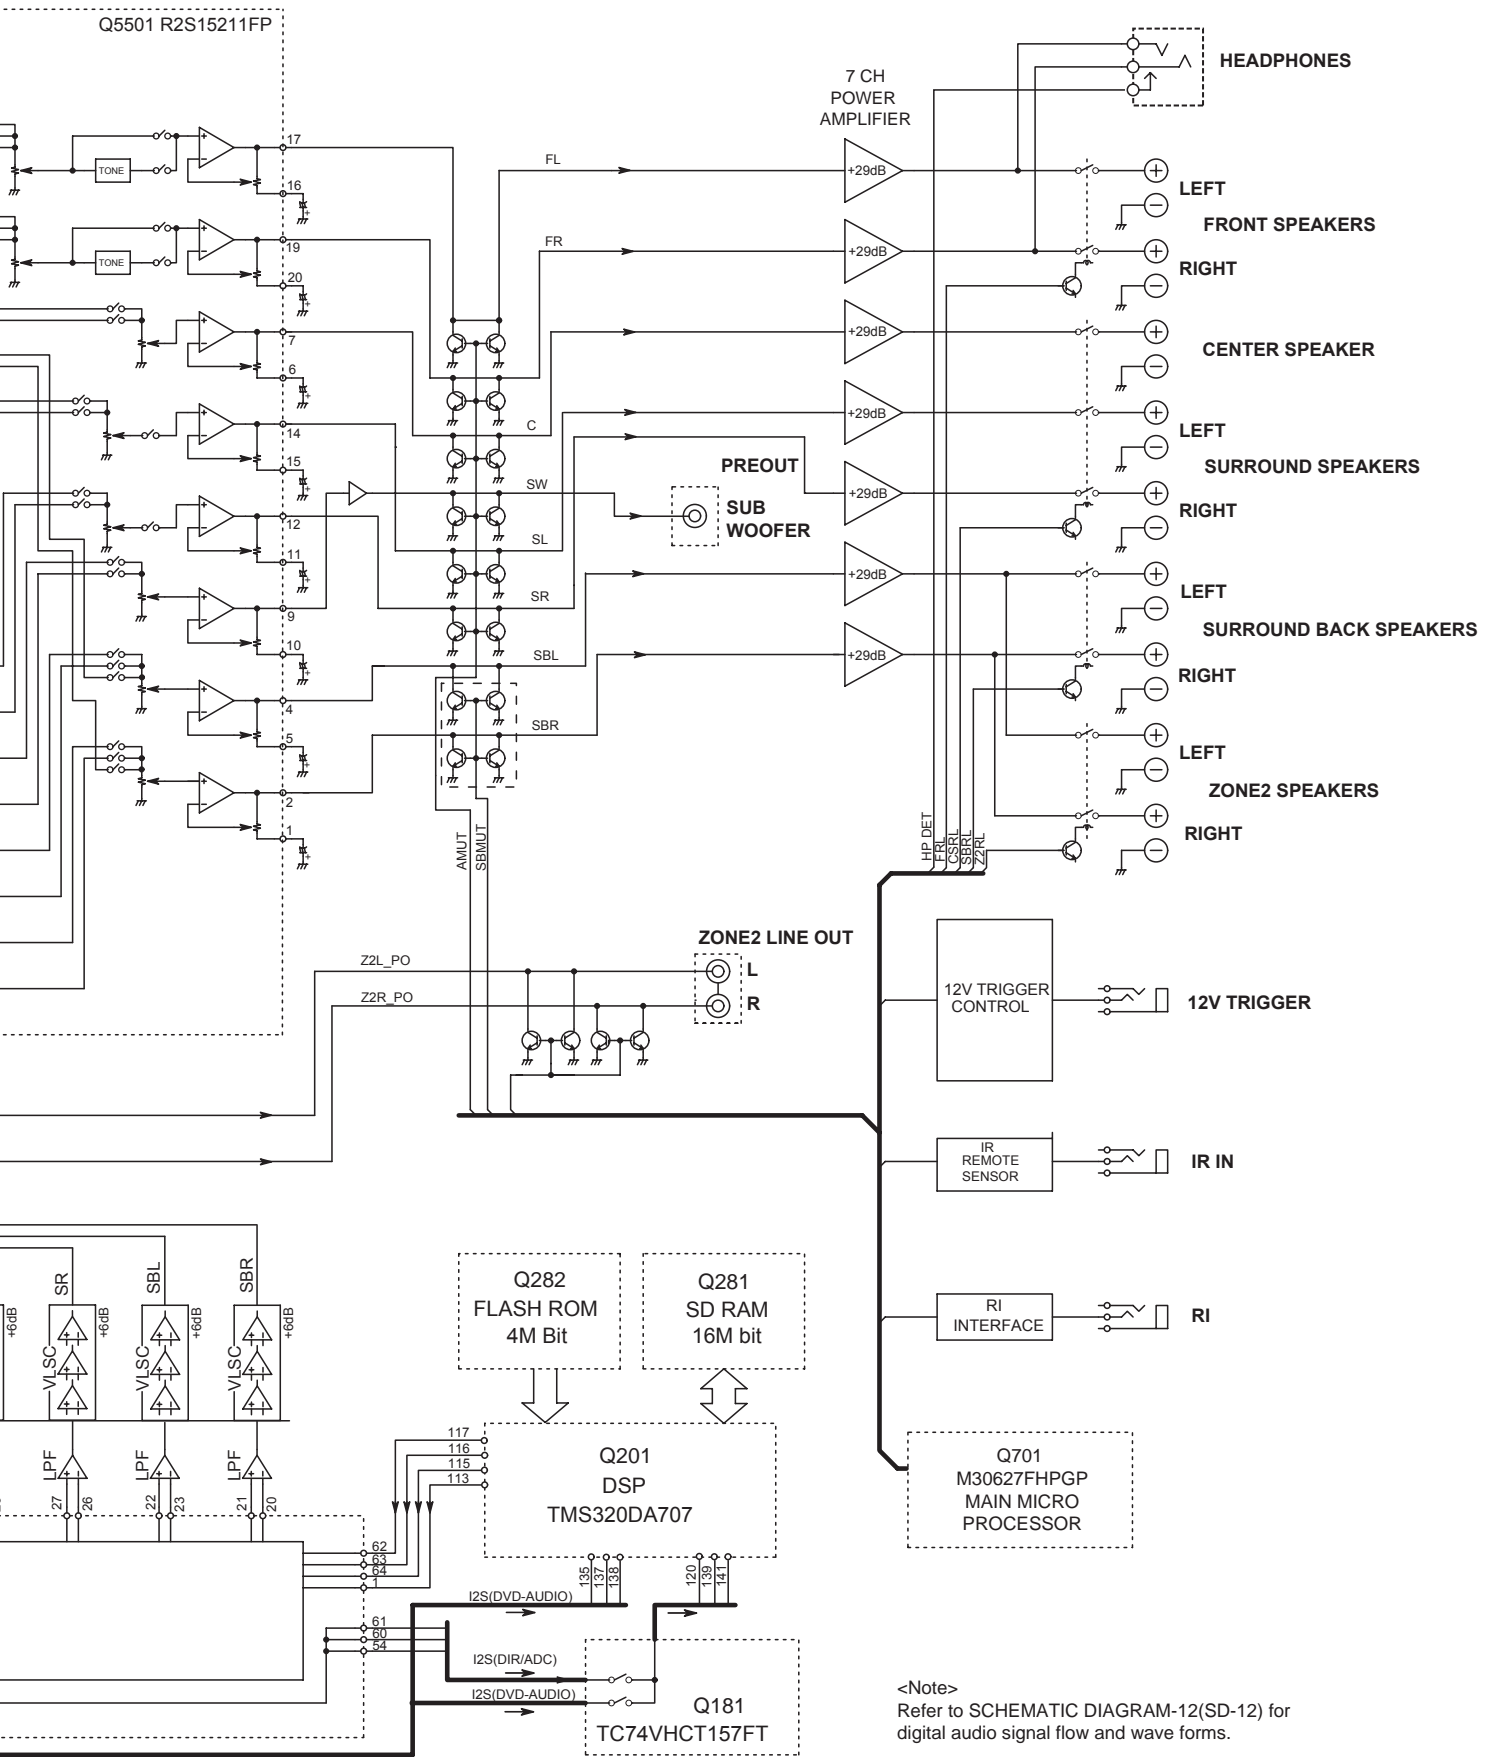 Q5501 R2S15211FP
HEADPHONES
7 CH
POWER
AMPLIFIER
17
TONE
16
FL
+29dB
LEFT
FRONT SPEAKERS
19
TONE
20
FR
+29dB
RIGHT
7
6
+29dB
CENTER SPEAKER
14
15
C
+29dB
LEFT
SURROUND SPEAKERS
PREOUT
SW
SUB
WOOFER
+29dB
RIGHT
12
11
SL
+29dB
LEFT
SURROUND BACK SPEAKERS
9
10
SR
SBL
+29dB
RIGHT
4
5
SBR
LEFT
ZONE2 SPEAKERS
RIGHT
2
1
AMUT
SBMUT
HP DET
FRL
CSRL
SBRL
Z2RL
ZONE2 LINE OUT
Z2L_PO
L
Z2R_PO
R
12V TRIGGER
CONTROL
12V TRIGGER
IR
REMOTE
SENSOR
IR IN
RI
INTERFACE
RI
SR
SBL
SBR
+6dB
+6dB
+6dB
+6dB
VLSC
VLSC
VLSC
LPF
LPF
LPF
27
26
22
23
21
20
Q282
FLASH ROM
4M Bit
Q281
SD RAM
16M bit
117
116
115
113
Q201
DSP
TMS320DA707
Q701
M30627FHPGP
MAIN MICRO
PROCESSOR
62
63
64
1
135
137
138
120
139
141
I2S(DVD-AUDIO)
61
60
54
I2S(DIR/ADC)
I2S(DVD-AUDIO)
Q181
TC74VHCT157FT
<Note>
Refer to SCHEMATIC DIAGRAM-12(SD-12) for
digital audio signal flow and wave forms.